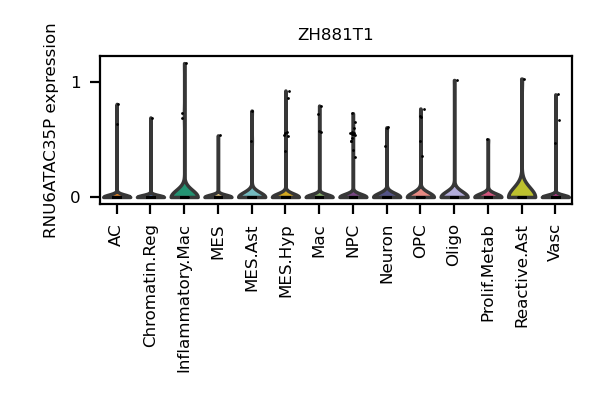 ZH881T1
RNU6ATAC35P expression
1
0
AC
Chromatin.Reg
Inflammatory.Mac
MES
MES.Ast
MES.Hyp
Mac
NPC
Neuron
OPC
Oligo
Prolif.Metab
Reactive.Ast
Vasc